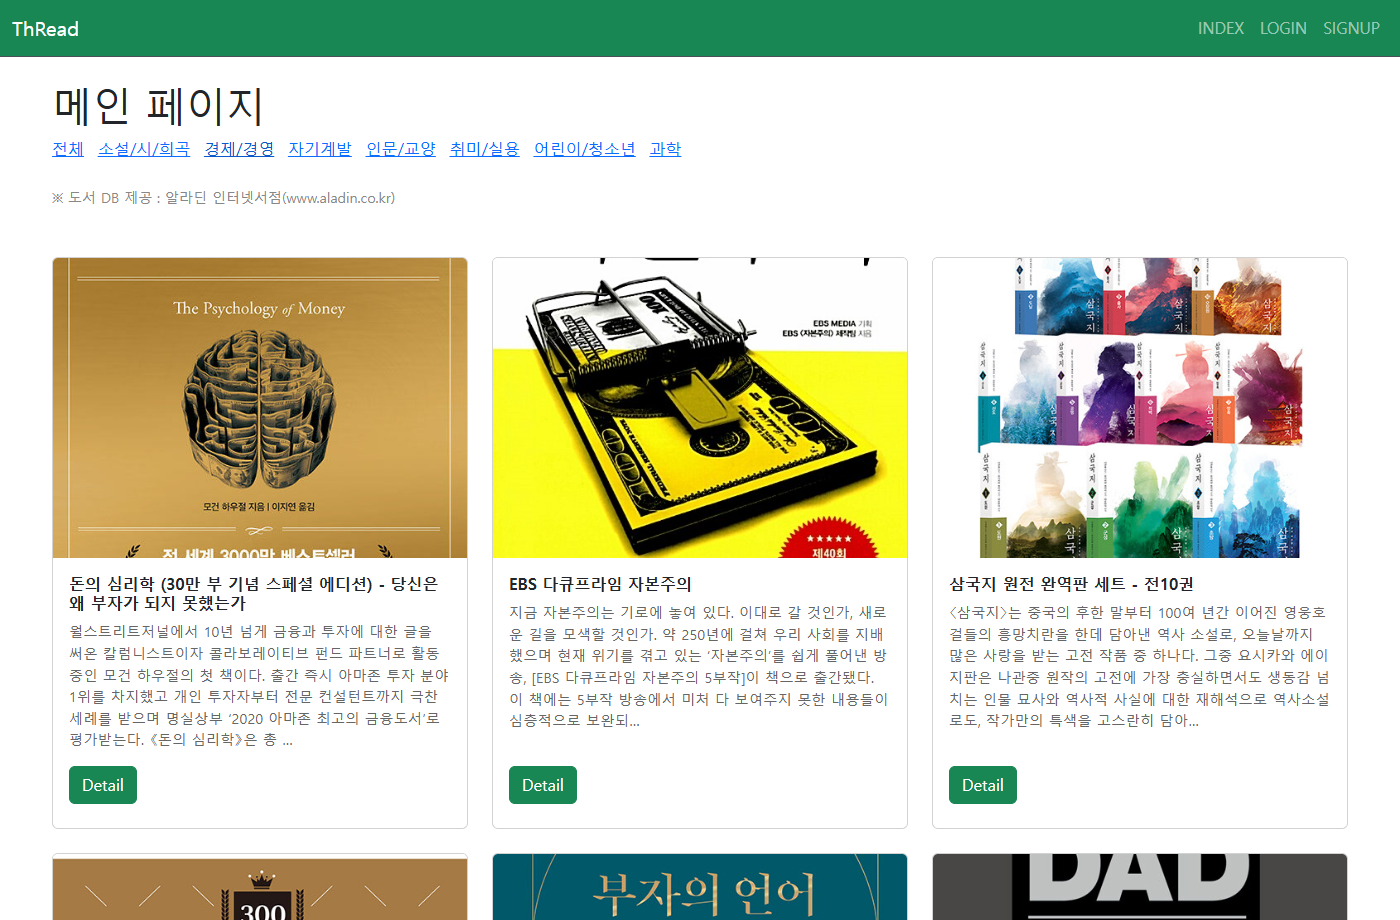 ThRead
INDEX LOGIN SIGNUP
메인 페이지
전체 소설/시/희곡 경제/경영 자기계발 인문/교양 취미/실용 어린이/청소년 과학
※ 도서 DB 제공 : 알라딘 인터넷서점(www.aladin.co.kr)
The Psychology of Money
모건 하우절 지음 | 이지연 옮김
전 세계 3000만 베스트셀러
돈의 심리학 (30만 부 기념 스페셜 에디션) - 당신은
왜 부자가 되지 못했는가
월스트리트저널에서 10년 넘게 금융과 투자에 대한 글을
써온 칼럼니스트이자 콜라보레이티브 펀드 파트너로 활동
중인 모건 하우절의 첫 책이다. 출간 즉시 아마존 투자 분야
1위를 차지했고 개인 투자자부터 전문 컨설턴트까지 극찬
세례를 받으며 명실상부 '2020 아마존 최고의 금융도서'로
평가받는다. 《돈의 심리학》은 총 ...
Detail
EBS MEDIA 기획
EBS 〈자본주의〉 제작팀 지음
100
FEDERAL RESERVE NOTE
제40회
EBS 다큐프라임 자본주의
지금 자본주의는 기로에 놓여 있다. 이대로 갈 것인가, 새로
운 길을 모색할 것인가. 약 250년에 걸쳐 우리 사회를 지배
했으며 현재 위기를 겪고 있는 '자본주의'를 쉽게 풀어낸 방
송, [EBS 다큐프라임 자본주의 5부작]이 책으로 출간됐다.
이 책에는 5부작 방송에서 미처 다 보여주지 못한 내용들이
심층적으로 보완되...
Detail
삼국지
삼국지
삼국지
삼국지 원전 완역판 세트 - 전10권
〈삼국지〉는 중국의 후한 말부터 100여 년간 이어진 영웅호
걸들의 흥망치란을 한데 담아낸 역사 소설로, 오늘날까지
많은 사랑을 받는 고전 작품 중 하나다. 그중 요시카와 에이
지판은 나관중 원작의 고전에 가장 충실하면서도 생동감 넘
치는 인물 묘사와 역사적 사실에 대한 재해석으로 역사소설
로도, 작가만의 특색을 고스란히 담아...
Detail
300
부자의 언어
DAD